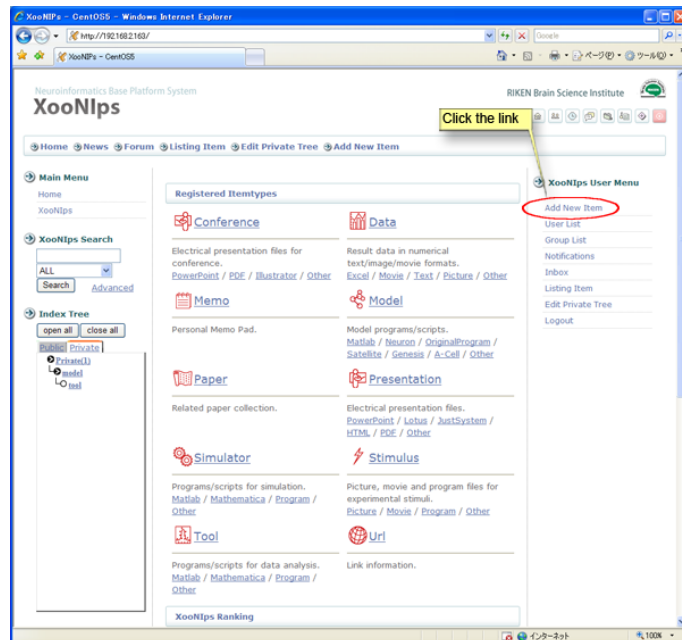 XooNIPs - CentOS5 - Windows Internet Explorer
http://192.168.2.163/
Google
XooNIPs - CentOS5
ページ(P)
ツール(O)
Neuroinformatics Base Platform System
XooNIps
RIKEN Brain Science Institute
Click the link
Home News Forum Listing Item Edit Private Tree Add New Item
Main Menu
Home
XooNIps
XooNIps Search
ALL
Search Advanced
Index Tree
open all close all
Public Private
Private(1)
model
tool
Registered Itemtypes
Conference
Electrical presentation files for
conference.
PowerPoint / PDF / Illustrator / Other
Data
Result data in numerical
text/image/movie formats.
Excel / Movie / Text / Picture / Other
Memo
Personal Memo Pad.
Model
Model programs/scripts.
Matlab / Neuron / OriginalProgram /
Satellite / Genesis / A-Cell / Other
Paper
Related paper collection.
Presentation
Electrical presentation files.
PowerPoint / Lotus / JustSystem /
HTML / PDF / Other
Simulator
Programs/scripts for simulation.
Matlab / Mathematica / Program /
Other
Stimulus
Picture, movie and program files for
experimental stimuli.
Picture / Movie / Program / Other
Tool
Programs/scripts for data analysis.
Matlab / Mathematica / Program /
Other
Url
Link information.
XooNIps Ranking
XooNIps User Menu
Add New Item
User List
Group List
Notifications
Inbox
Listing Item
Edit Private Tree
Logout
インターネット
100%